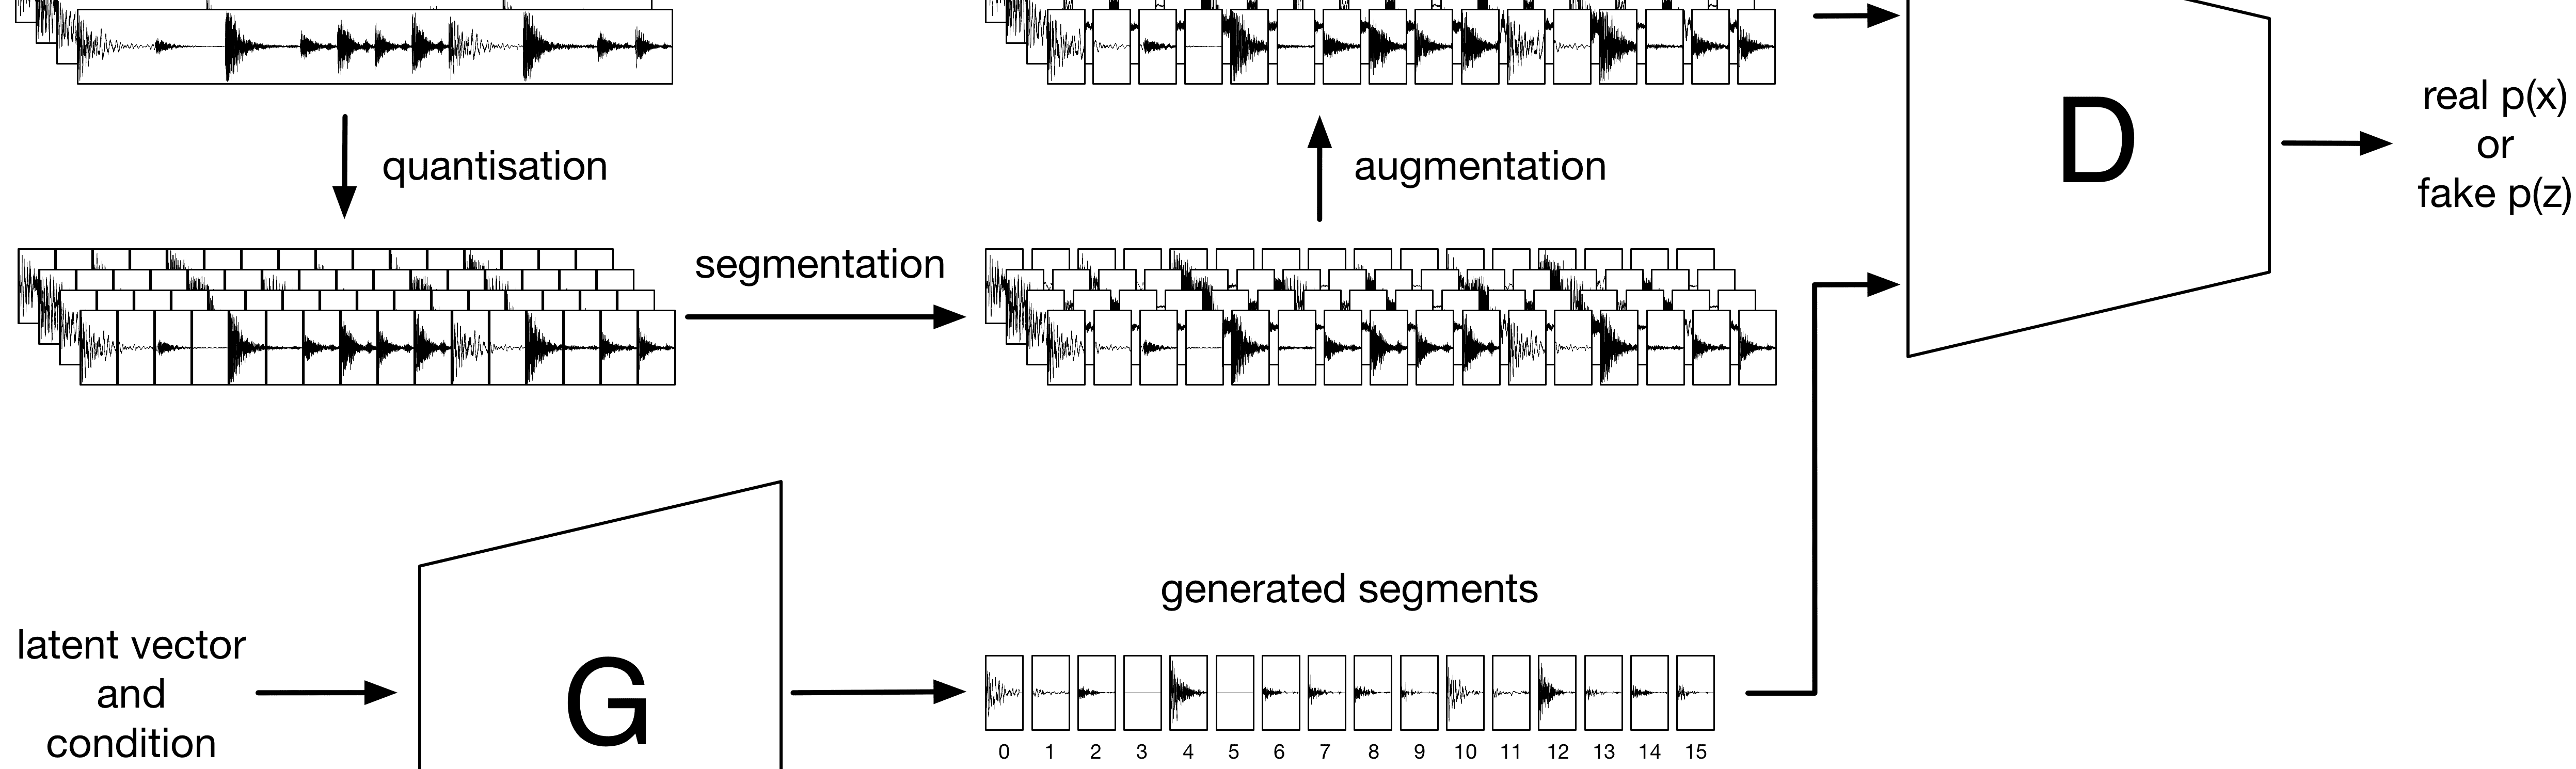 quantisation
augmentation
D
real p(x)
or
fake p(z)
segmentation
generated segments
latent vector
and
condition
G
0 1 2 3 4 5 6 7 8 9 10 11 12 13 14 15